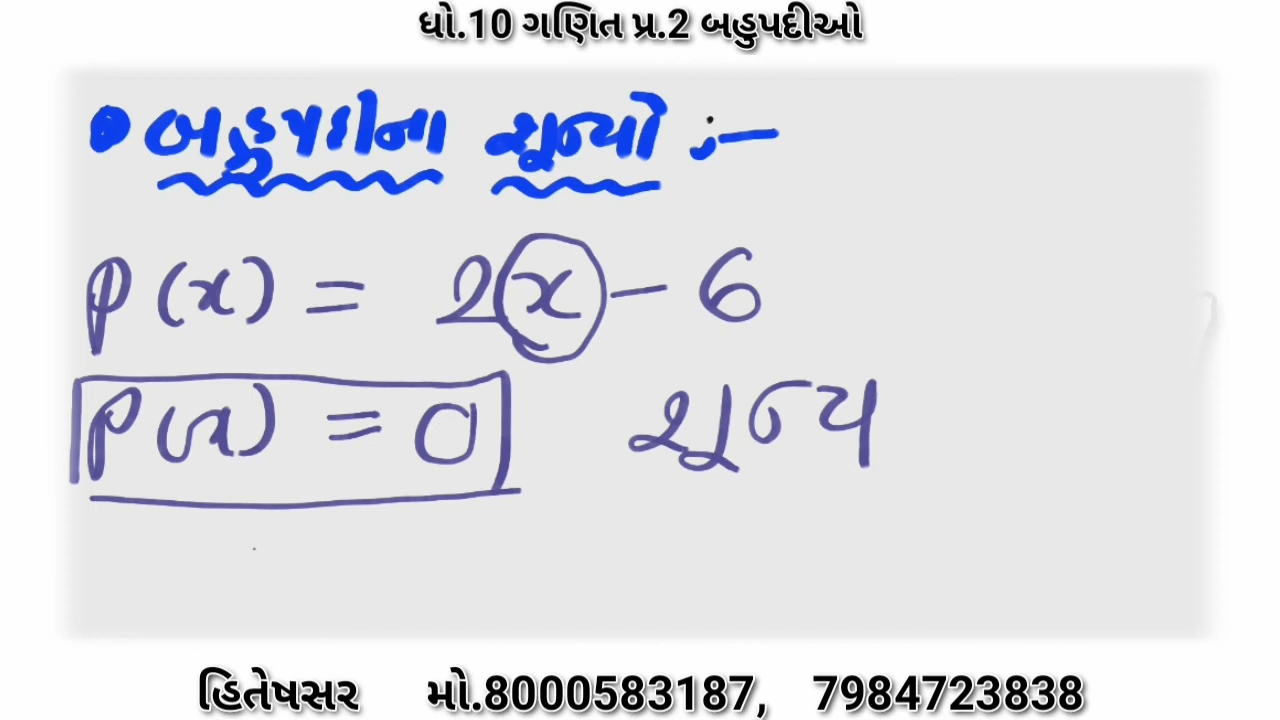 ધો.10 ગણિત પ્ર.2 બહુપદીઓ
• બહુપદીના શૂન્યો :-
P(x) = 2x - 6
P(x) = 0 શૂન્ય
હિતેષસર મો.8000583187, 7984723838